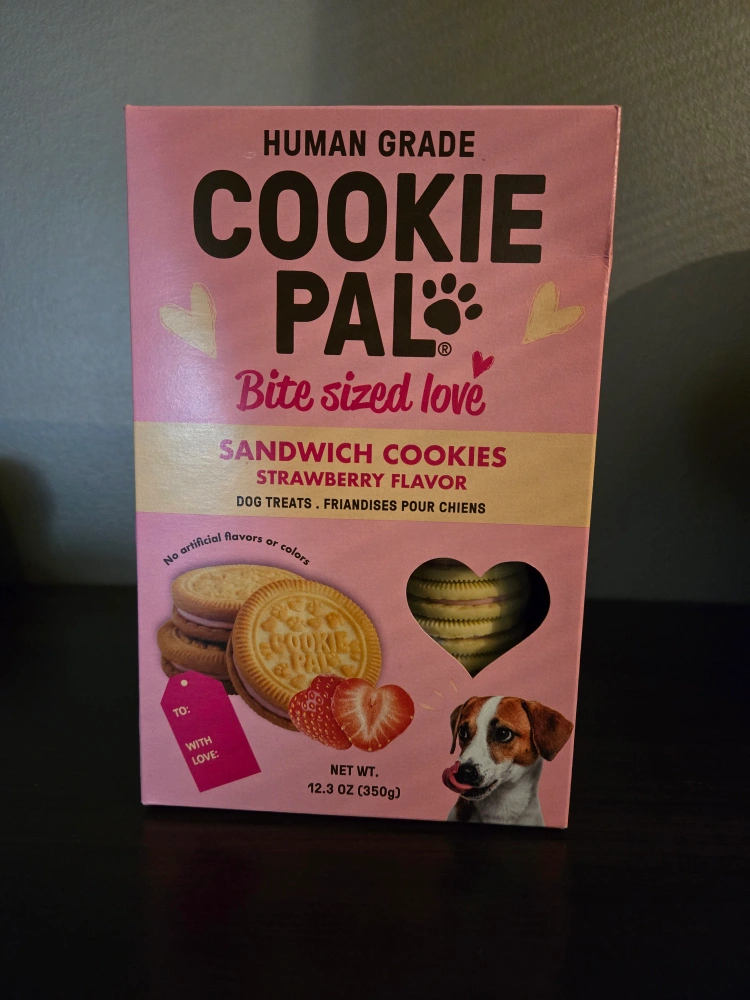 HUMAN GRADE
COOKIE
PAL®
Bite sized love
SANDWICH COOKIES
STRAWBERRY FLAVOR
DOG TREATS . FRIANDISES POUR CHIENS
No artificial flavors or colors
COOKIE
PAL
TO:
WITH
LOVE:
NET WT.
12.3 OZ (350g)